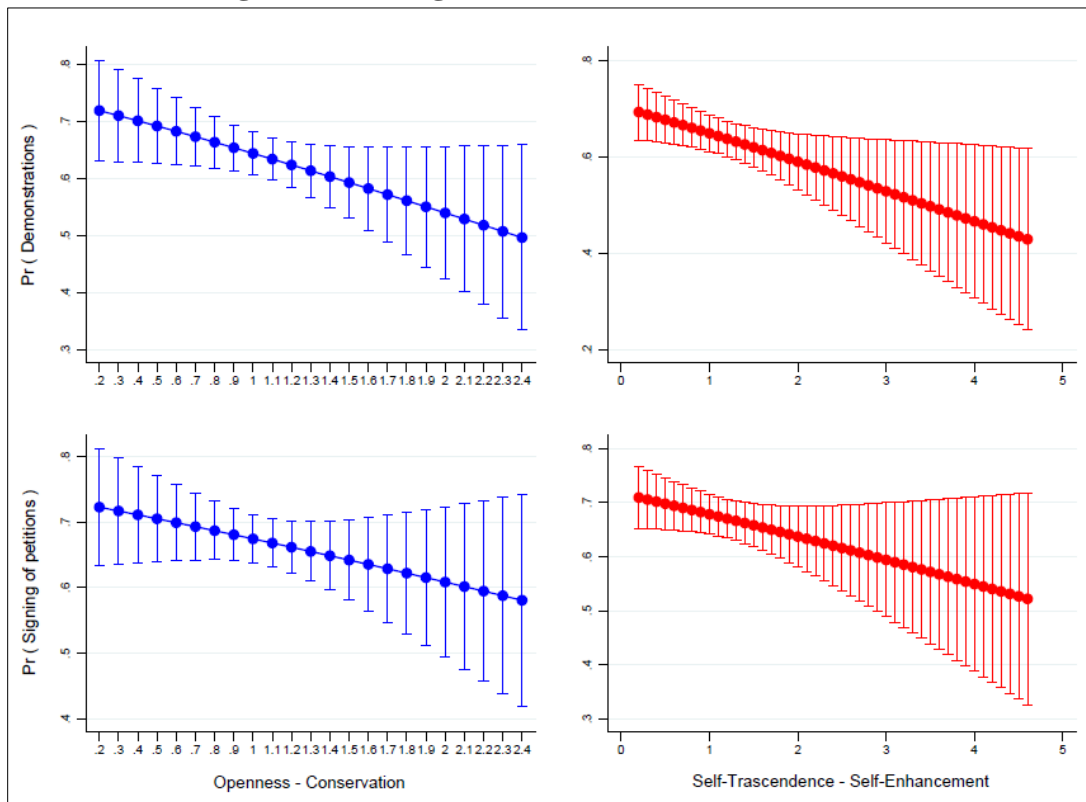 Pr ( Demonstrations )
.8
.7
.6
.5
.4
.3
.2 .3 .4 .5 .6 .7 .8 .9 1 1.1 1.2 1.3 1.4 1.5 1.6 1.7 1.8 1.9 2 2.1 2.2 2.3 2.4
.8
.6
.4
.2
0 1 2 3 4 5
Pr ( Signing of petitions )
.8
.7
.6
.5
.4
.2 .3 .4 .5 .6 .7 .8 .9 1 1.1 1.2 1.3 1.4 1.5 1.6 1.7 1.8 1.9 2 2.1 2.2 2.3 2.4
Openness - Conservation
.8
.7
.6
.5
.4
.3
0 1 2 3 4 5
Self-Trascendence - Self-Enhancement